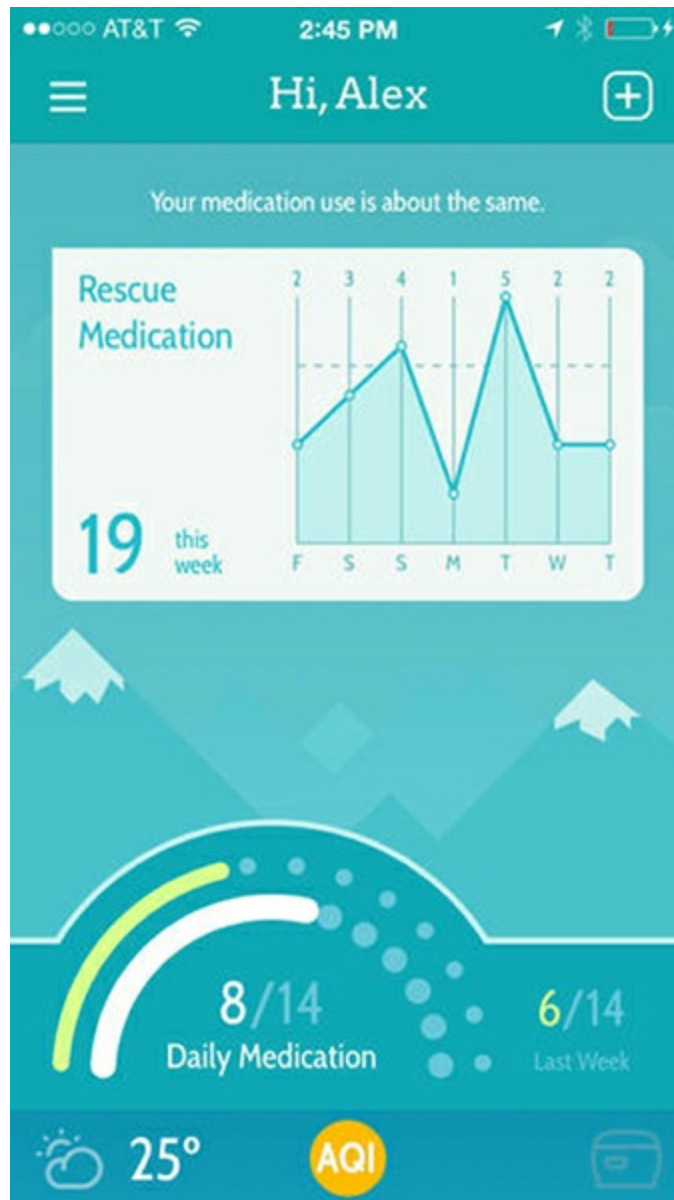 AT&T 2:45 PM
Hi, Alex
Your medication use is about the same.
Rescue
Medication
2 3 4 1 5 2 2
19 this
week
F S S M T W T
8/14
Daily Medication
6/14
Last Week
25° AQI